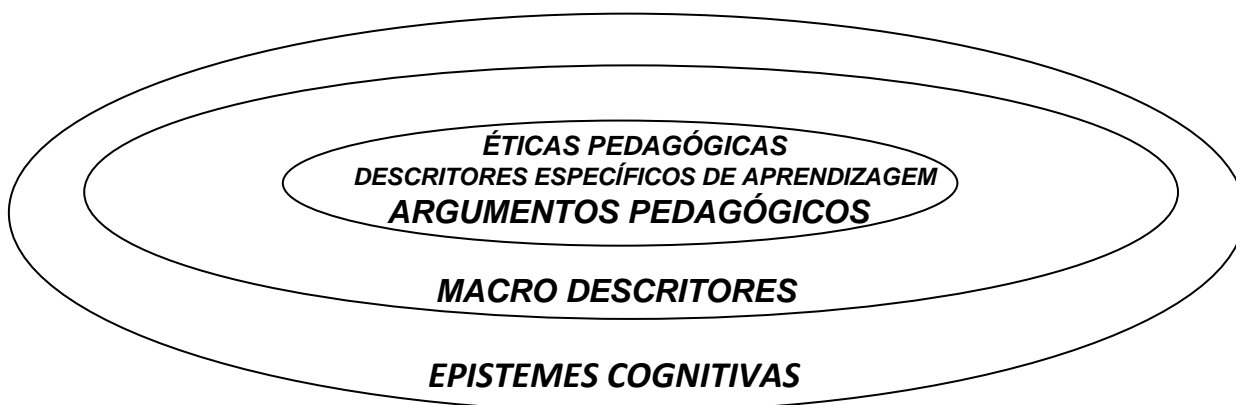 ÉTICAS PEDAGÓGICAS
DESCRITORES ESPECÍFICOS DE APRENDIZAGEM
ARGUMENTOS PEDAGÓGICOS
MACRO DESCRITORES
EPISTEMES COGNITIVAS